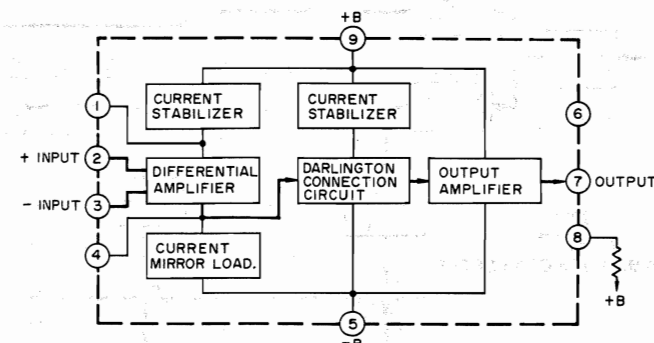 +B
9
1
CURRENT
STABILIZER
CURRENT
STABILIZER
6
+ INPUT
2
DIFFERENTIAL
AMPLIFIER
DARLINGTON
CONNECTION
CIRCUIT
OUTPUT
AMPLIFIER
7
OUTPUT
- INPUT
3
8
4
CURRENT
MIRROR LOAD.
+B
5
-B